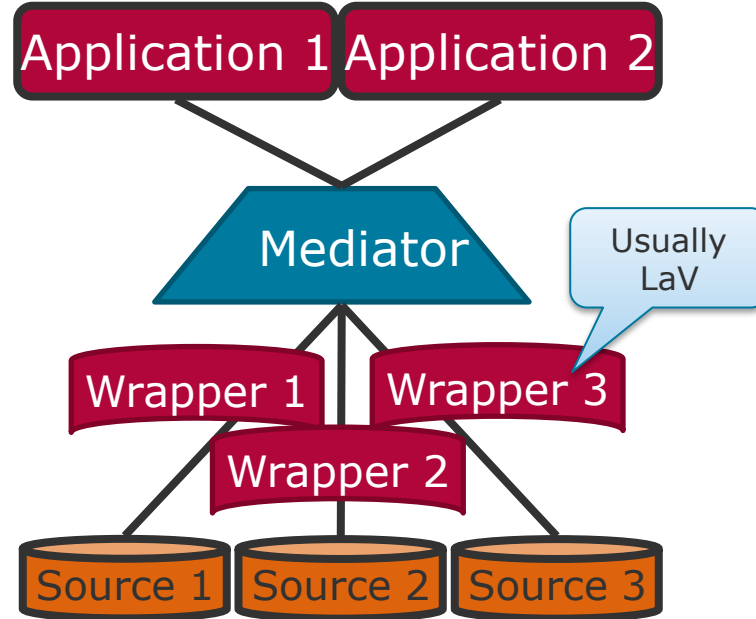 Application 1
Application 2
Mediator
Usually
LaV
Wrapper 1
Wrapper 3
Wrapper 2
Source 1
Source 2
Source 3